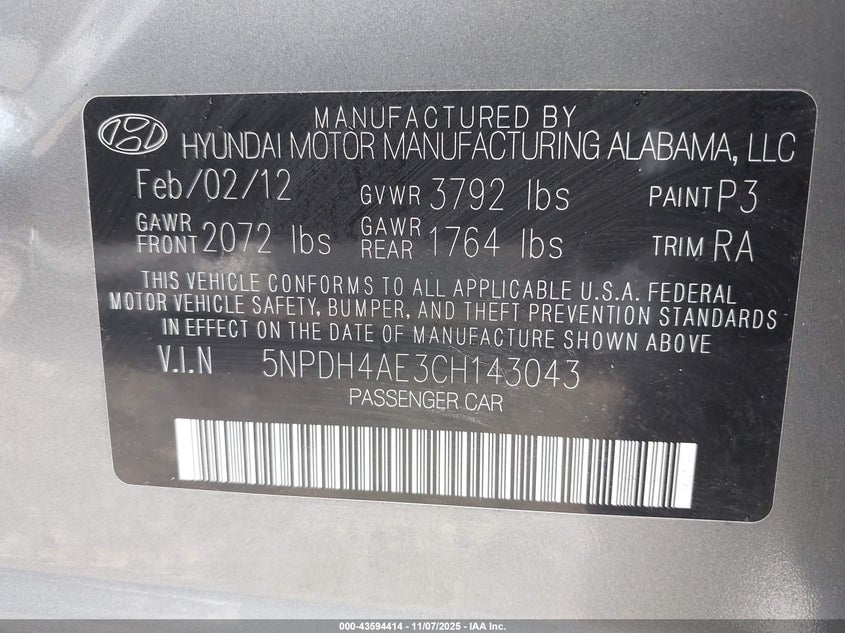 MANUFACTURED BY
HYUNDAI MOTOR MANUFACTURING ALABAMA, LLC
Feb/02/12 GVWR 3792 lbs PAINT P3
GAWR FRONT 2072 lbs GAWR REAR 1764 lbs TRIM RA
THIS VEHICLE CONFORMS TO ALL APPLICABLE U.S.A. FEDERAL
MOTOR VEHICLE SAFETY, BUMPER, AND THEFT PREVENTION STANDARDS
IN EFFECT ON THE DATE OF MANUFACTURE SHOWN ABOVE
V.I.N 5NPDH4AE3CH143043
PASSENGER CAR
000-43594414 - 11/07/2025 - IAA Inc.